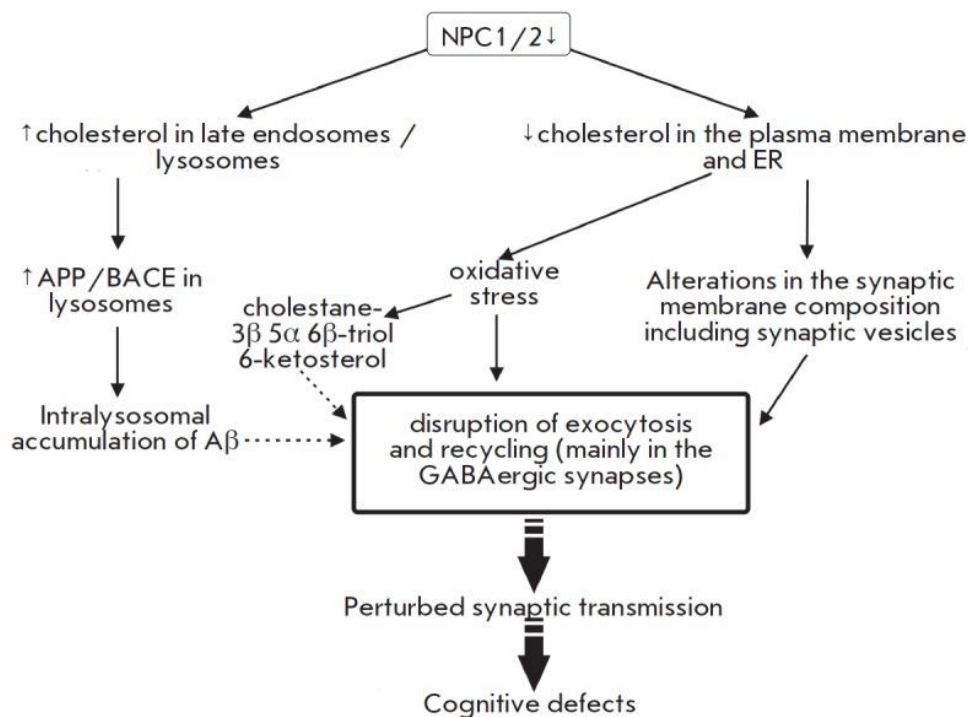 NPC1/2↓
↑cholesterol in late endosomes /
lysosomes
↓cholesterol in the plasma membrane
and ER
↑APP/BACE in
lysosomes
oxidative
stress
cholestane-
3β 5α 6β-triol
6-ketosterol
Alterations in the synaptic
membrane composition
including synaptic vesicles
Intralysosomal
accumulation of Aβ
disruption of exocytosis
and recycling (mainly in the
GABAergic synapses)
Perturbed synaptic transmission
Cognitive defects